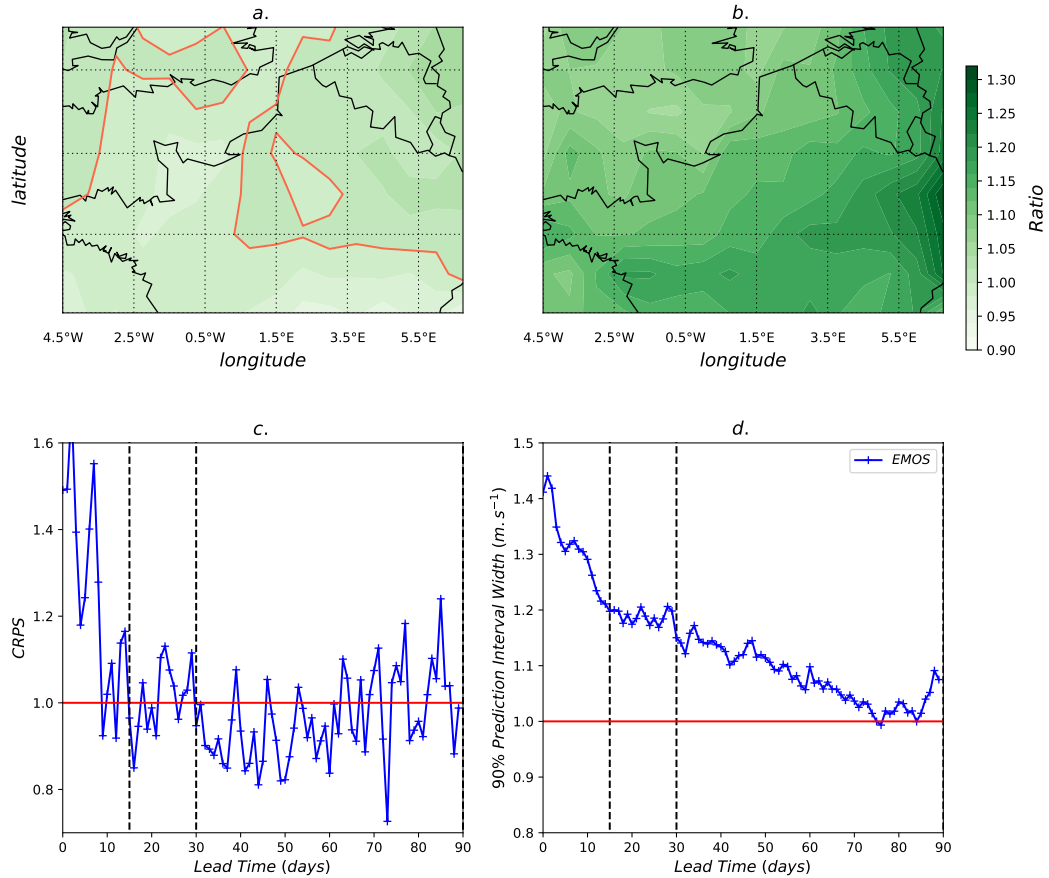 a.
b.
latitude
4.5°W 2.5°W 0.5°W 1.5°E 3.5°E 5.5°E
longitude
4.5°W 2.5°W 0.5°W 1.5°E 3.5°E 5.5°E
longitude
1.30
1.25
1.20
1.15
1.10
1.05
1.00
0.95
0.90
Ratio
c.
CRPS
1.6
1.4
1.2
1.0
0.8
0 10 20 30 40 50 60 70 80 90
Lead Time (days)
d.
90% Prediction Interval Width (m.s⁻¹)
1.5
1.4
1.3
1.2
1.1
1.0
0.9
0.8
EMOS
0 10 20 30 40 50 60 70 80 90
Lead Time (days)